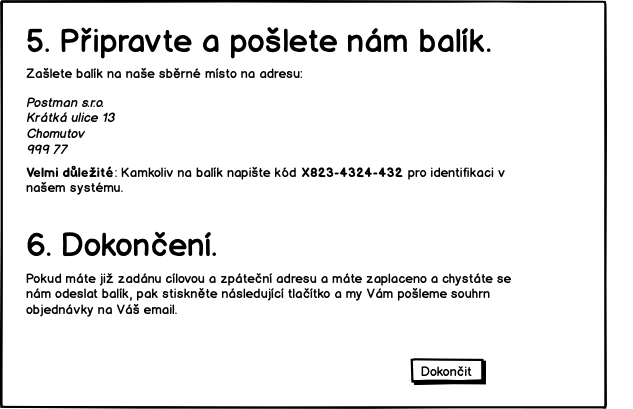 5. Připravte a pošlete nám balík.
Zašlete balík na naše sběrné místo na adresu:
Postman s.r.o.
Krátká ulice 13
Chomutov
999 77
Velmi důležité: Kamkoliv na balík napište kód X823-4324-432 pro identifikaci v
našem systému.
6. Dokončení.
Pokud máte již zadánu cílovou a zpáteční adresu a máte zaplaceno a chystáte se
nám odeslat balík, pak stiskněte následující tlačítko a my Vám pošleme souhrn
objednávky na Váš email.
Dokončit